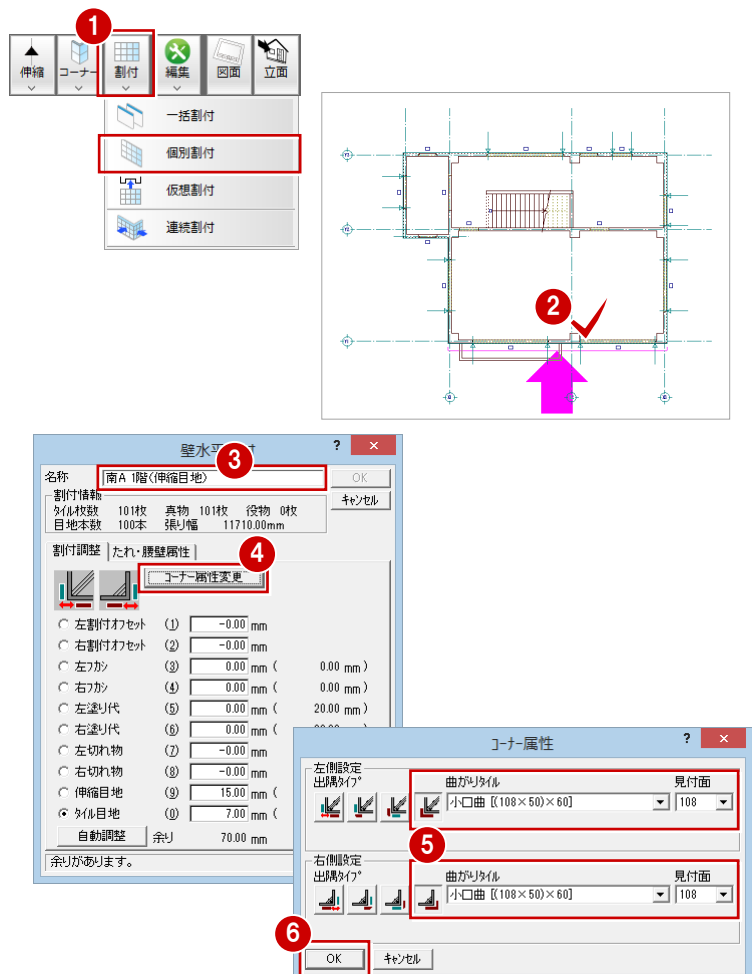 1
伸縮 コーナー 割付 編集 図面 立面
一括割付
個別割付
仮想割付
連続割付
2
壁水平 ? ×
3
名称 南A 1階(伸縮目地) OK
キャンセル
割付情報
タイル枚数 101枚 真物 101枚 役物 0枚
目地本数 100本 張り幅 11710.00mm
割付調整 たれ・腰壁属性
4
コーナー属性変更
左割付オフセット (1) -0.00 mm
右割付オフセット (2) -0.00 mm
左フカシ (3) 0.00 mm ( 0.00 mm )
右フカシ (4) 0.00 mm ( 0.00 mm )
左塗り代 (5) 0.00 mm ( 20.00 mm )
右塗り代 (6) 0.00 mm (
左切れ物 (7) -0.00 mm
右切れ物 (8) -0.00 mm
伸縮目地 (9) 15.00 mm (
タイル目地 (0) 7.00 mm (
自動調整 余り 70.00 mm
余りがあります。
コーナー属性 ? ×
左側設定
出隅タイプ 曲がりタイル 見付面
小口曲 [(108×50)×60] 108
5
右側設定
出隅タイプ 曲がりタイル 見付面
小口曲 [(108×50)×60] 108
6
OK キャンセル